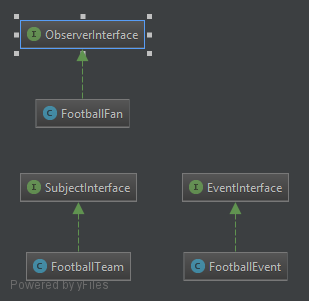 I ObserverInterface
C FootballFan
I SubjectInterface
I EventInterface
C FootballTeam
C FootballEvent
Powered by yFiles